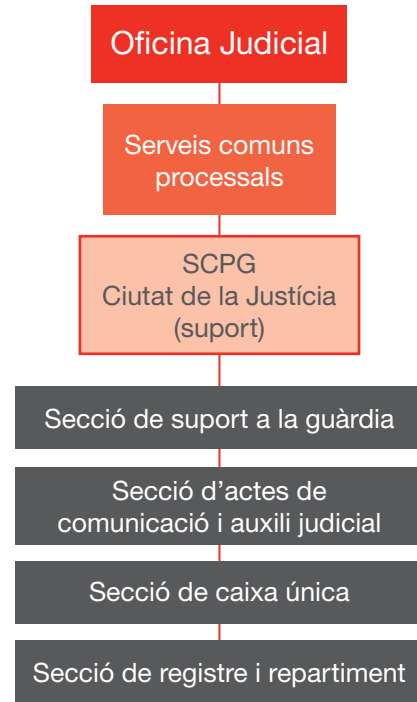 Oficina Judicial
Serveis comuns
processals
SCPG
Ciutat de la Justícia
(suport)
Secció de suport a la guàrdia
Secció d’actes de
comunicació i auxili judicial
Secció de caixa única
Secció de registre i repartiment